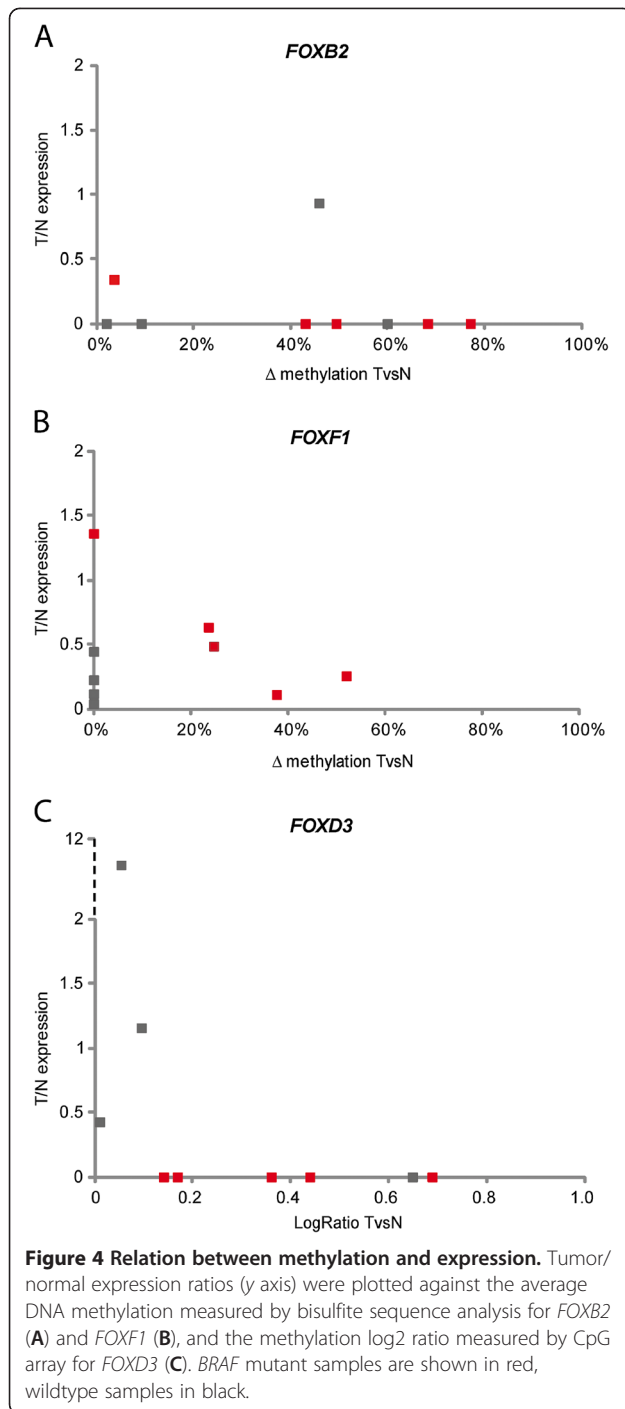 A
FOXB2
2
1.5
1
0.5
0
T/N expression
0% 20% 40% 60% 80% 100%
Δ methylation TvsN
B
FOXF1
2
1.5
1
0.5
0
T/N expression
0% 20% 40% 60% 80% 100%
Δ methylation TvsN
C
FOXD3
12
2
1.5
1
0.5
0
T/N expression
0 0.2 0.4 0.6 0.8 1.0
LogRatio TvsN
Figure 4 Relation between methylation and expression. Tumor/
normal expression ratios (y axis) were plotted against the average
DNA methylation measured by bisulfite sequence analysis for FOXB2
(A) and FOXF1 (B), and the methylation log2 ratio measured by CpG
array for FOXD3 (C). BRAF mutant samples are shown in red,
wildtype samples in black.